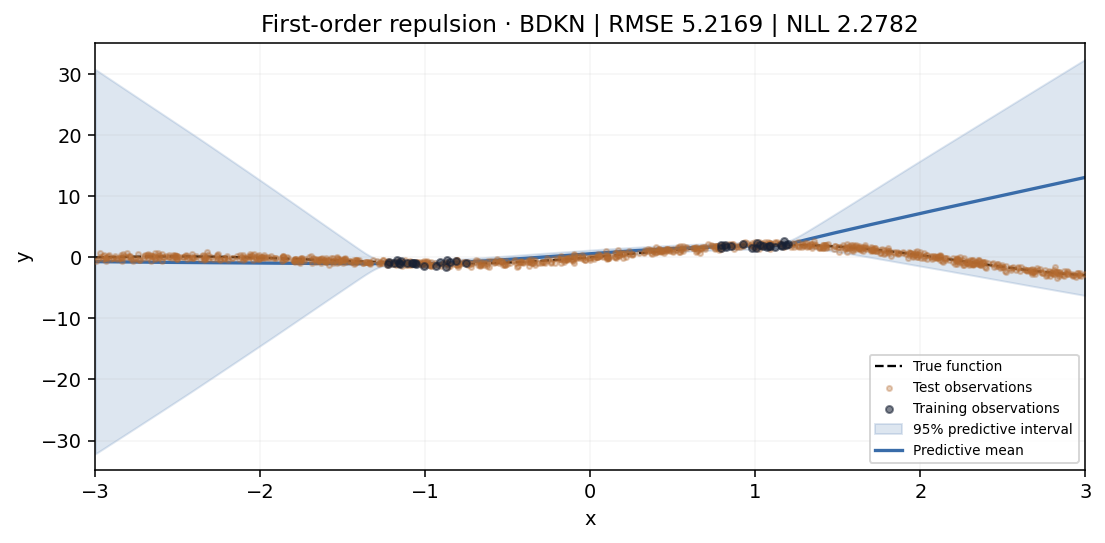 First-order repulsion · BDKN | RMSE 5.2169 | NLL 2.2782
30
20
10
0
−10
−20
−30
y
−3
−2
−1
0
1
2
3
x
True function
Test observations
Training observations
95% predictive interval
Predictive mean